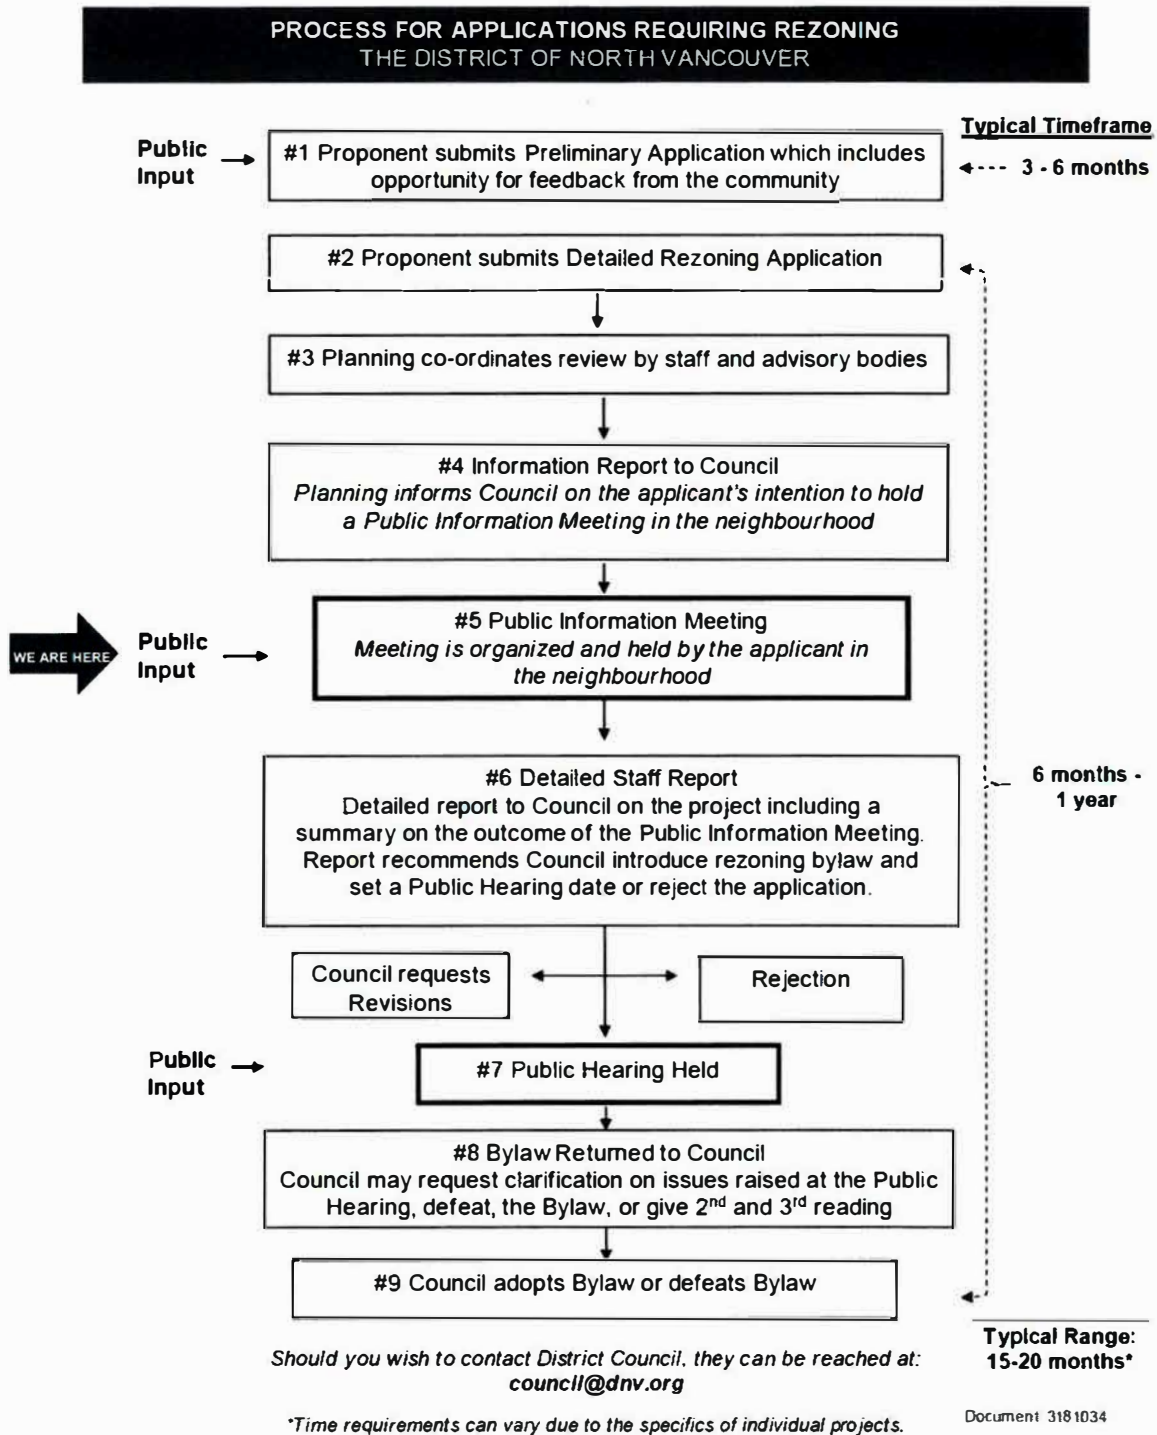 PROCESS FOR APPLICATIONS REQUIRING REZONING
THE DISTRICT OF NORTH VANCOUVER
Typical Timeframe
Public
Input
#1 Proponent submits Preliminary Application which includes
opportunity for feedback from the community
3 - 6 months
#2 Proponent submits Detailed Rezoning Application
#3 Planning co-ordinates review by staff and advisory bodies
#4 Information Report to Council
Planning informs Council on the applicant's intention to hold
a Public Information Meeting in the neighbourhood
WE ARE HERE
Public
Input
#5 Public Information Meeting
Meeting is organized and held by the applicant in
the neighbourhood
#6 Detailed Staff Report
Detailed report to Council on the project including a
summary on the outcome of the Public Information Meeting.
Report recommends Council introduce rezoning bylaw and
set a Public Hearing date or reject the application.
6 months -
1 year
Council requests
Revisions
Rejection
Public
Input
#7 Public Hearing Held
#8 Bylaw Returned to Council
Council may request clarification on issues raised at the Public
Hearing, defeat, the Bylaw, or give 2nd and 3rd reading
#9 Council adopts Bylaw or defeats Bylaw
Typical Range:
15-20 months*
Should you wish to contact District Council, they can be reached at:
council@dnv.org
*Time requirements can vary due to the specifics of individual projects.
Document 3181034